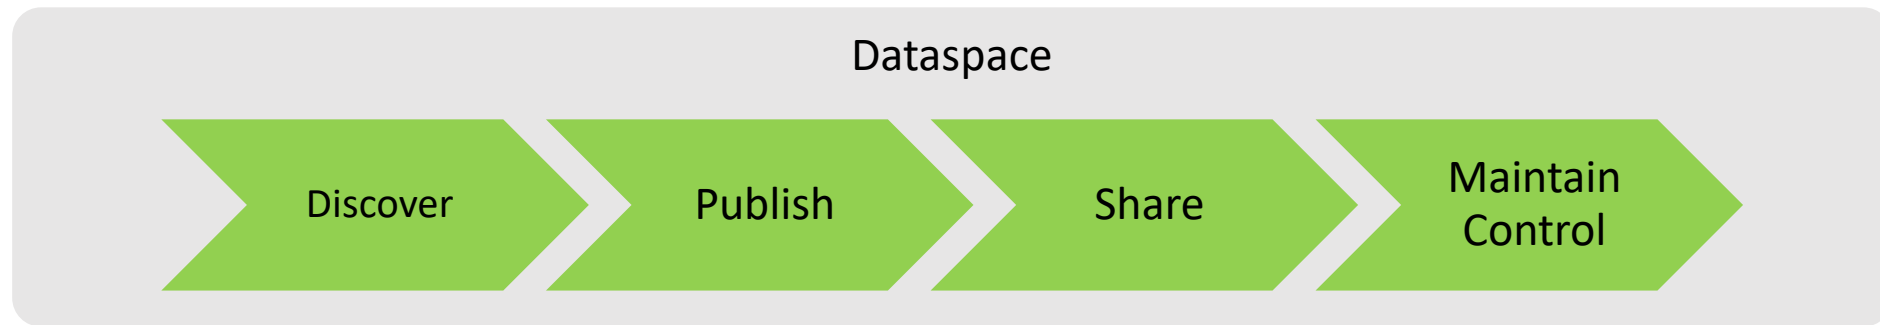 Dataspace
Discover
Publish
Share
Maintain
Control